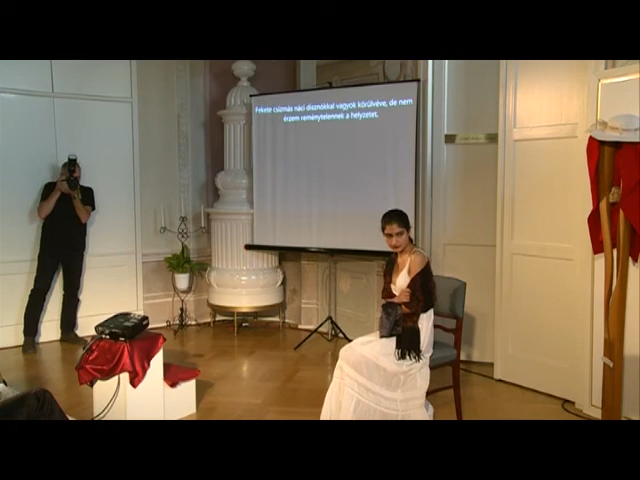 Fekete csizmás náci disznókkal vagyok körülvéve, de nem
érzem reménytelennek a helyzetet.